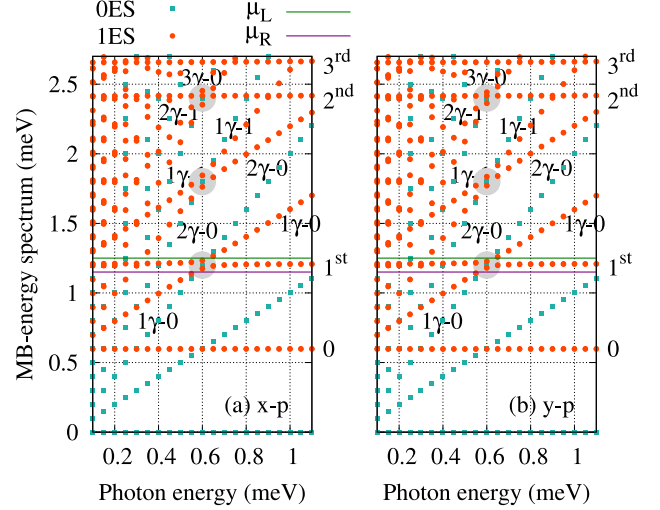 0ES
1ES
μL
μR
MB-energy spectrum (meV)
2.5
2
1.5
1
0.5
0
3γ-0
2γ-1
1γ-1
1γ-
2γ-0
2γ-0
1γ-0
1γ-0
(a) x-p
3rd
2nd
1st
0
0.2
0.4
0.6
0.8
1
Photon energy (meV)
3γ-0
2γ-1
1γ-1
1γ-
2γ-0
2γ-0
1γ-0
1γ-0
(b) y-p
3rd
2nd
1st
0
0.2
0.4
0.6
0.8
1
Photon energy (meV)